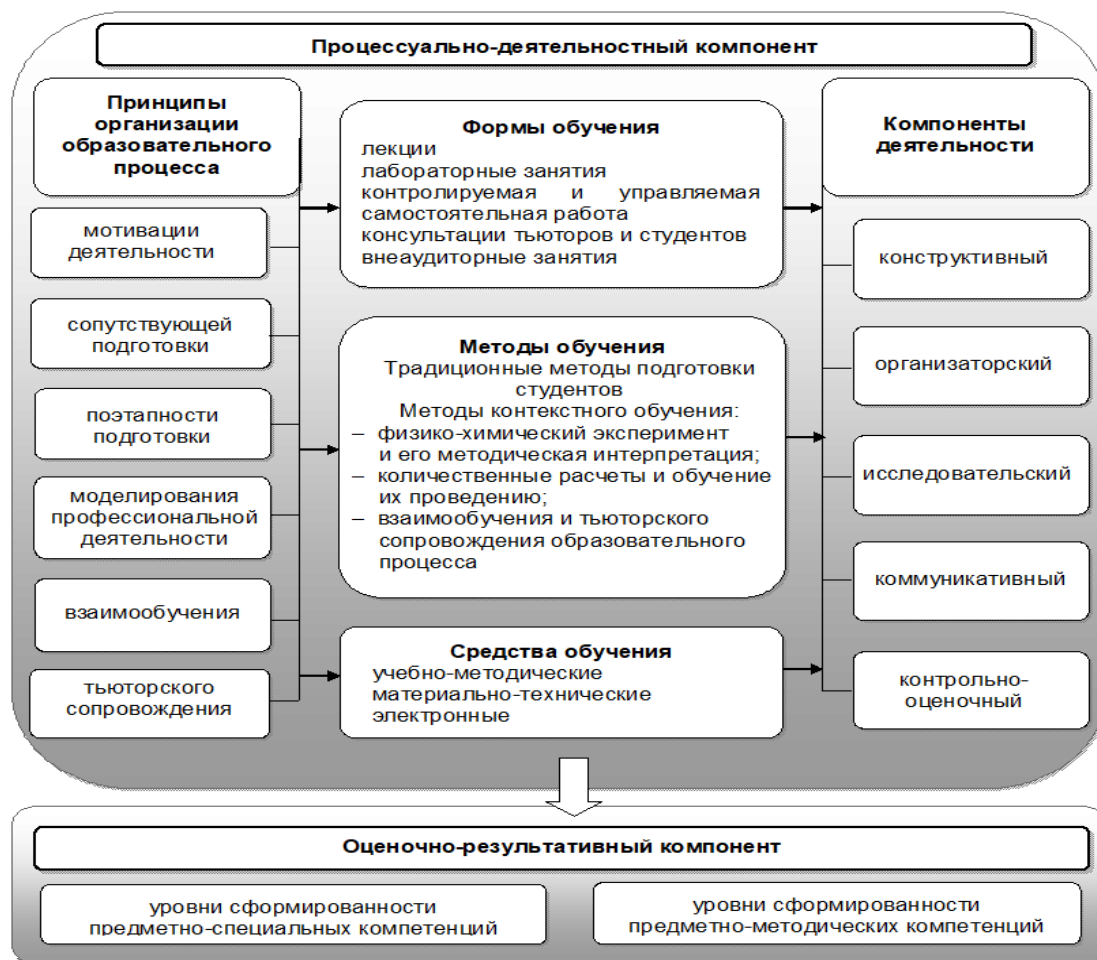 Процессуально-деятельностный компонент
Принципы
организации
образовательного
процесса
мотивации
деятельности
сопутствующей
подготовки
поэтапности
подготовки
моделирования
профессиональной
деятельности
взаимообучения
тьюторского
сопровождения
Формы обучения
лекции
лабораторные занятия
контролируемая и управляемая
самостоятельная работа
консультации тьюторов и студентов
внеаудиторные занятия
Методы обучения
Традиционные методы подготовки
студентов
Методы контекстного обучения:
– физико-химический эксперимент
и его методическая интерпретация;
– количественные расчеты и обучение
их проведению;
– взаимообучения и тьюторского
сопровождения образовательного
процесса
Средства обучения
учебно-методические
материально-технические
электронные
Компоненты
деятельности
конструктивный
организаторский
исследовательский
коммуникативный
контрольно-
оценочный
Оценочно-результативный компонент
уровни сформированности
предметно-специальных компетенций
уровни сформированности
предметно-методических компетенций